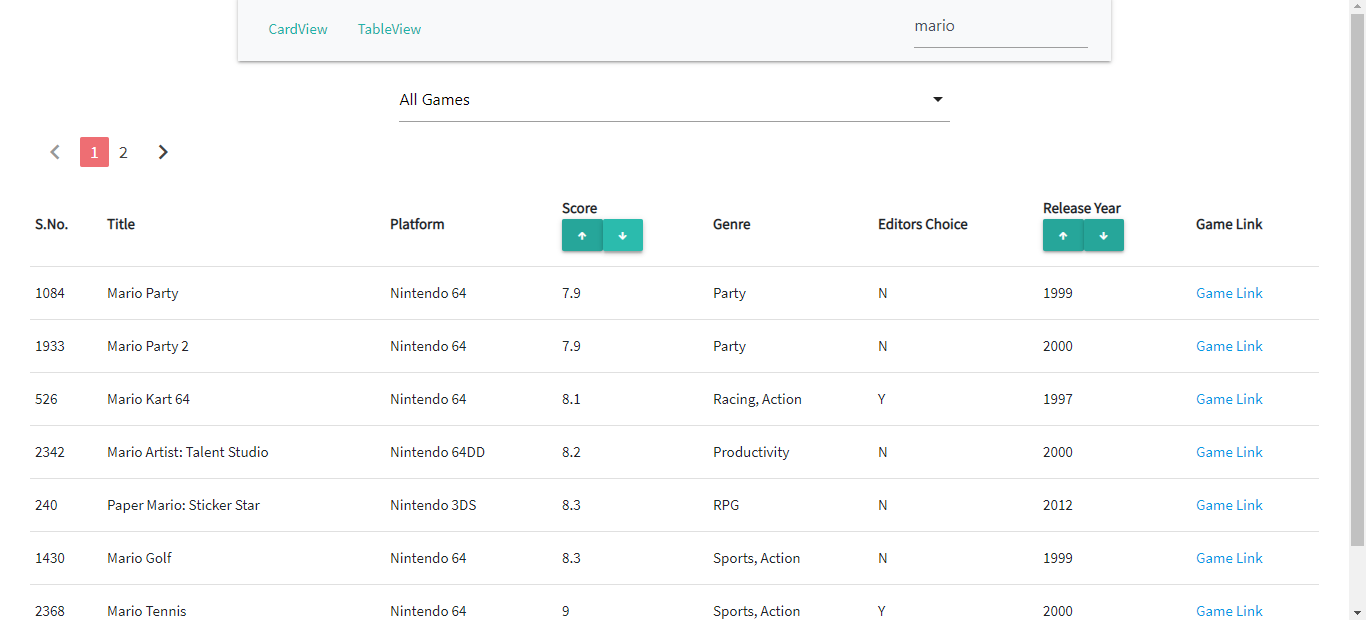 CardView TableView mario
All Games
1 2
S.No. Title Platform Score Genre Editors Choice Release Year Game Link
1084 Mario Party Nintendo 64 7.9 Party N 1999 Game Link
1933 Mario Party 2 Nintendo 64 7.9 Party N 2000 Game Link
526 Mario Kart 64 Nintendo 64 8.1 Racing, Action Y 1997 Game Link
2342 Mario Artist: Talent Studio Nintendo 64DD 8.2 Productivity N 2000 Game Link
240 Paper Mario: Sticker Star Nintendo 3DS 8.3 RPG N 2012 Game Link
1430 Mario Golf Nintendo 64 8.3 Sports, Action N 1999 Game Link
2368 Mario Tennis Nintendo 64 9 Sports, Action Y 2000 Game Link